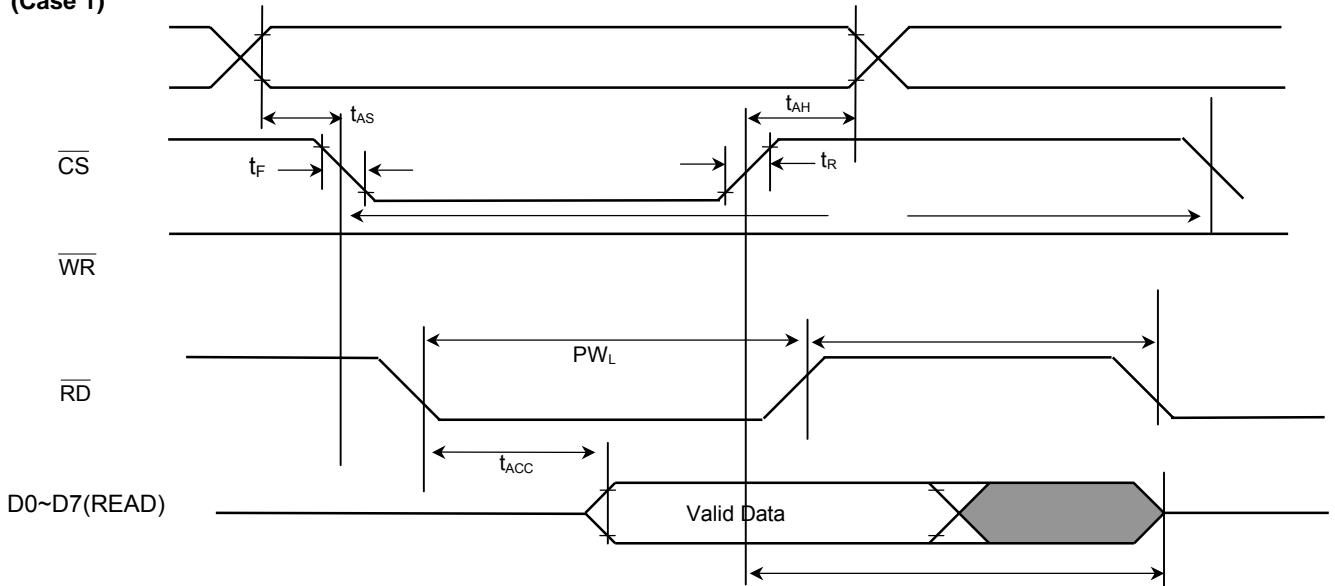 (Case 1)
tAS
tAH
CS
tF
tR
WR
PWL
RD
tACC
D0~D7(READ)
Valid Data